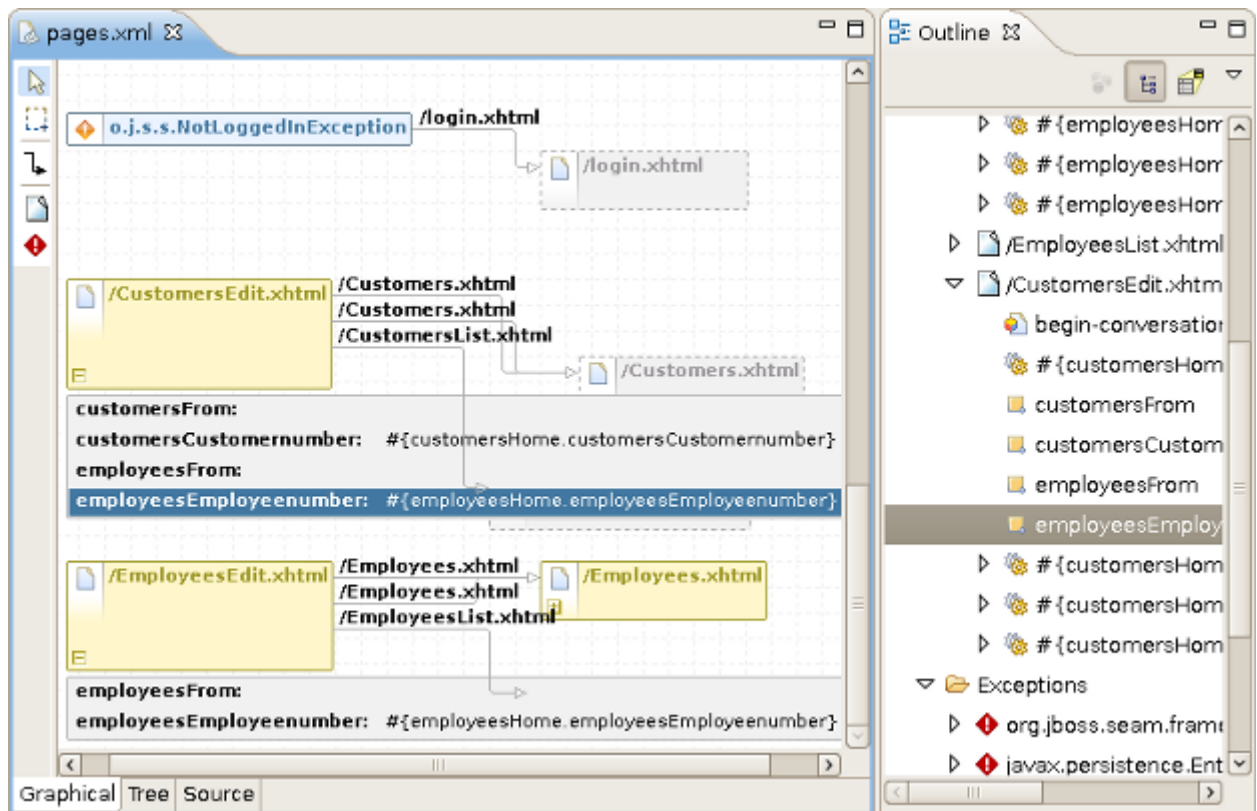 pages.xml
o.j.s.s.NotLoggedInException
/login.xhtml
/login.xhtml
/CustomersEdit.xhtml
/Customers.xhtml
/Customers.xhtml
/CustomersList.xhtml
/Customers.xhtml
customersFrom:
customersCustomernumber: #{customersHome.customersCustomernumber}
employeesFrom:
employeesEmployeenumber: #{employeesHome.employeesEmployeenumber}
/EmployeesEdit.xhtml
/Employees.xhtml
/Employees.xhtml
/EmployeesList.xhtml
/Employees.xhtml
employeesFrom:
employeesEmployeenumber: #{employeesHome.employeesEmployeenumber}
Graphical Tree Source
Outline
#{employeesHom
#{employeesHom
#{employeesHom
/EmployeesList.xhtml
/CustomersEdit.xhtm
begin-conversation
#{customersHome
customersFrom
customersCustom
employeesFrom
employeesEmploy
#{customersHom
#{customersHom
#{customersHom
Exceptions
org.jboss.seam.frame
javax.persistence.Ent